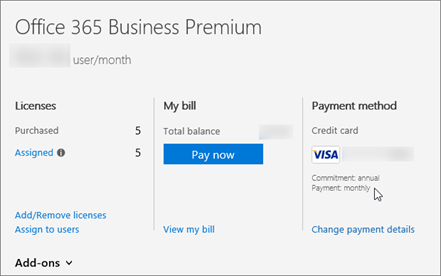 Office 365 Business Premium
user/month
Licenses
Purchased 5
Assigned 5
Add/Remove licenses
Assign to users
My bill
Total balance
Pay now
View my bill
Payment method
Credit card
VISA
Commitment: annual
Payment: monthly
Change payment details
Add-ons